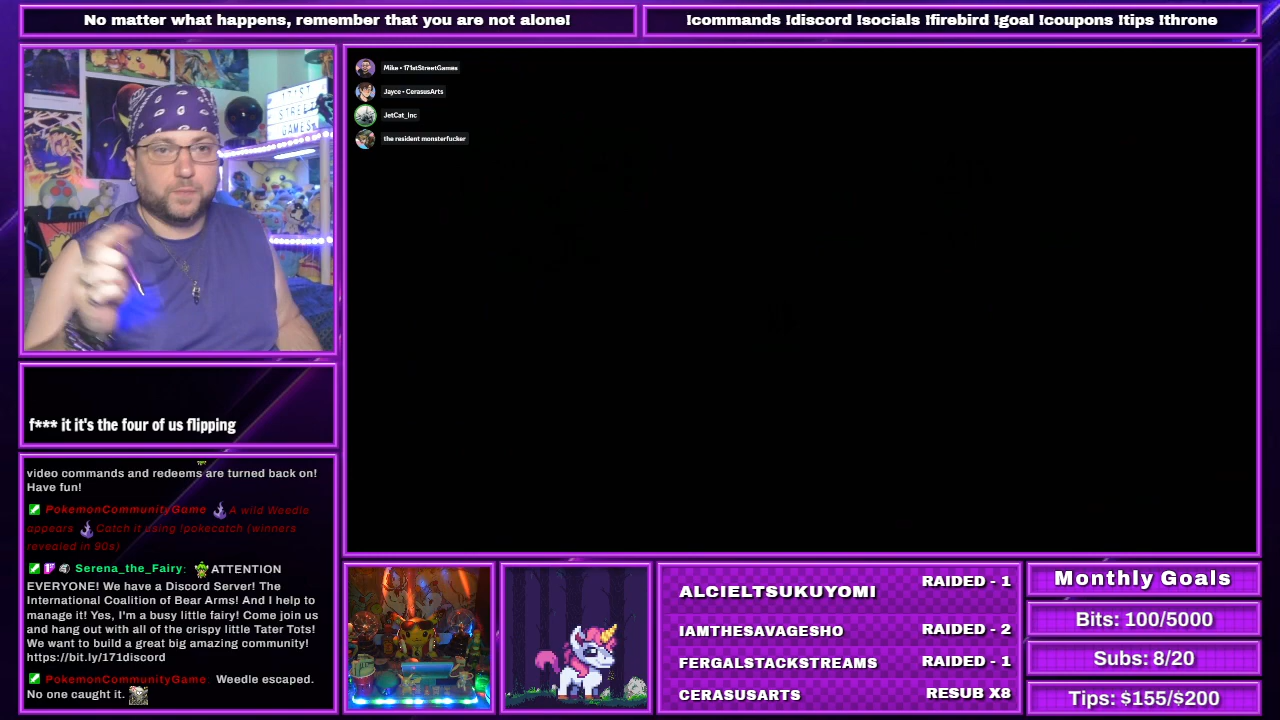 No matter what happens, remember that you are not alone!
!commands !discord !socials !firebird !goal !coupons !tips !throne
171ST
STREET
GAMES
Mike • 171stStreetGames
Jayce • CerasusArts
JetCat_Inc
the resident monsterfucker
f*** it it's the four of us flipping
video commands and redeems are turned back on!
Have fun!
PokemonCommunityGame A wild Weedle
appears Catch it using !pokecatch (winners
revealed in 90s)
Serena_the_Fairy: ATTENTION
EVERYONE! We have a Discord Server! The
International Coalition of Bear Arms! And I help to
manage it! Yes, I'm a busy little fairy! Come join us
and hang out with all of the crispy little Tater Tots!
We want to build a great big amazing community!
https://bit.ly/171discord
PokemonCommunityGame Weedle escaped.
No one caught it.
ALCIELTSUKUYOMI RAIDED - 1
IAMTHESAVAGESHO RAIDED - 2
FERGALSTACKSTREAMS RAIDED - 1
CERASUSARTS RESUB X8
Monthly Goals
Bits: 100/5000
Subs: 8/20
Tips: $155/$200